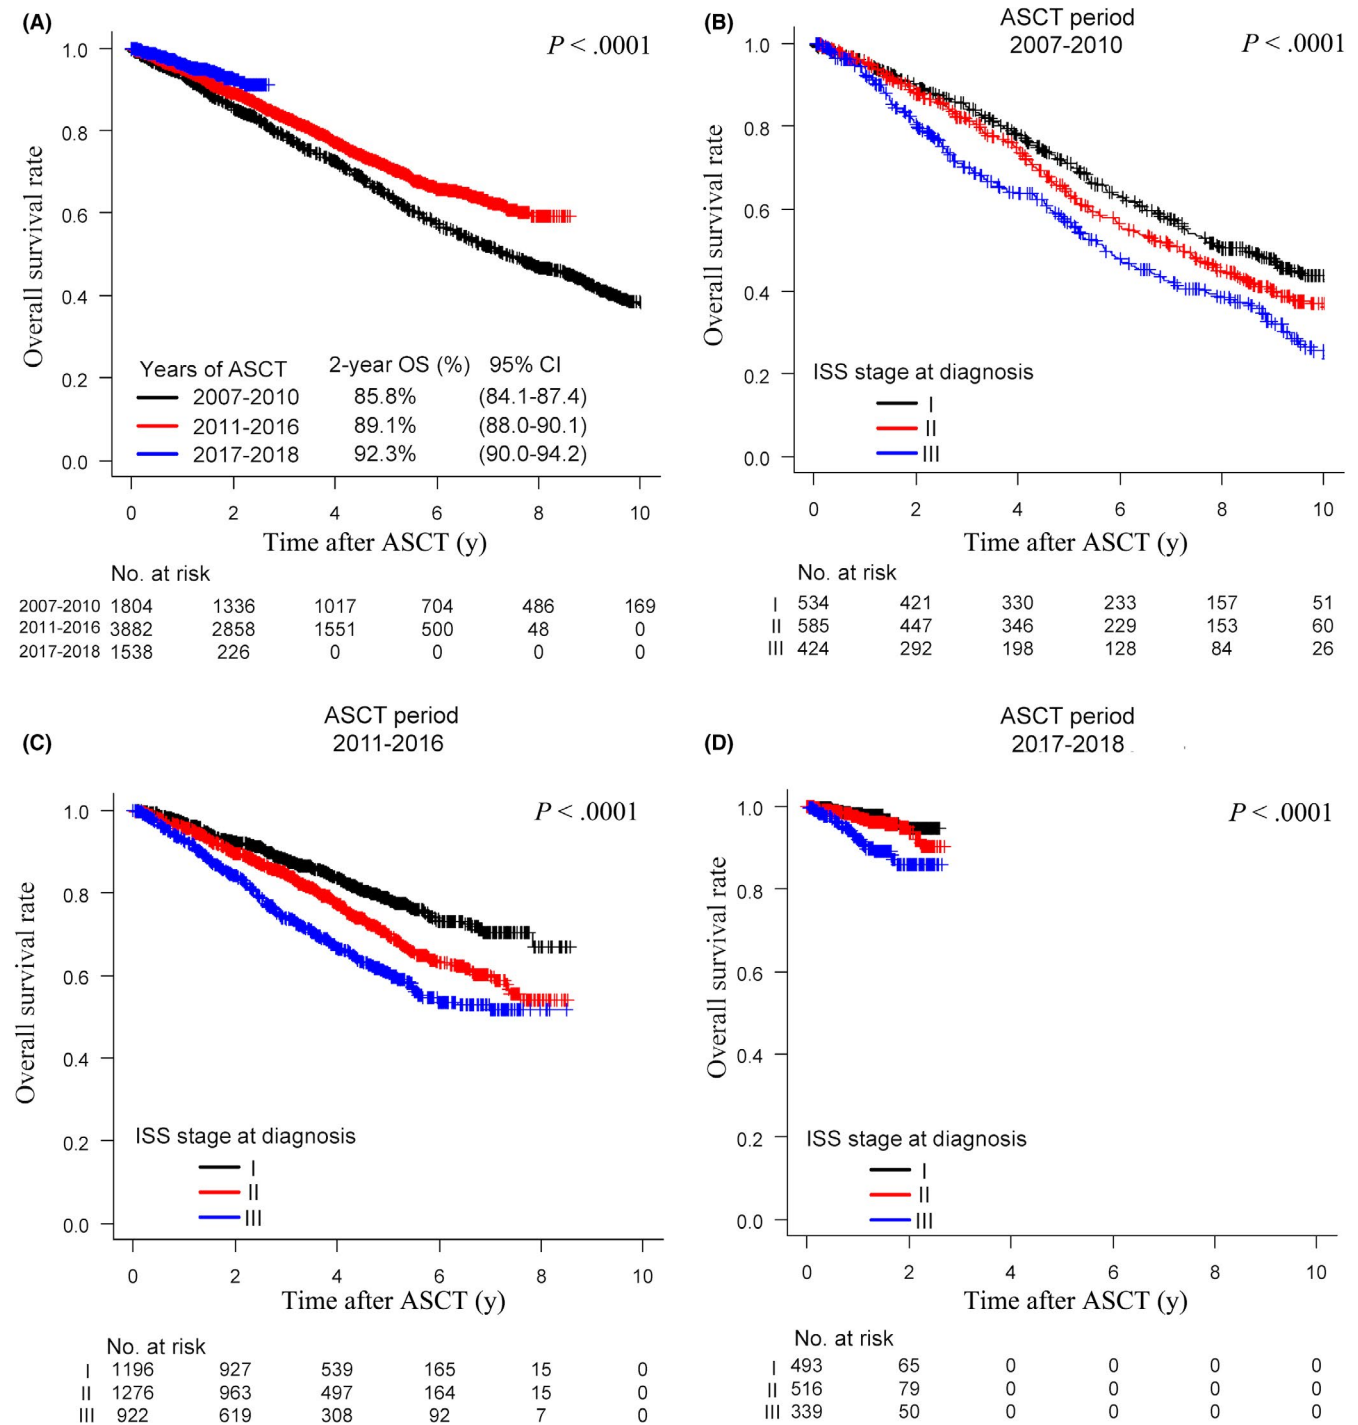 (A)
P < .0001
Overall survival rate
1.0
0.8
0.6
0.4
0.2
0.0
Years of ASCT 2-year OS (%) 95% CI
2007-2010 85.8% (84.1-87.4)
2011-2016 89.1% (88.0-90.1)
2017-2018 92.3% (90.0-94.2)
0 2 4 6 8 10
Time after ASCT (y)
No. at risk
2007-2010 1804 1336 1017 704 486 169
2011-2016 3882 2858 1551 500 48 0
2017-2018 1538 226 0 0 0 0
(B)
ASCT period
2007-2010
P < .0001
Overall survival rate
1.0
0.8
0.6
0.4
0.2
0.0
ISS stage at diagnosis
I
II
III
0 2 4 6 8 10
Time after ASCT (y)
No. at risk
I 534 421 330 233 157 51
II 585 447 346 229 153 60
III 424 292 198 128 84 26
(C)
ASCT period
2011-2016
P < .0001
Overall survival rate
1.0
0.8
0.6
0.4
0.2
0.0
ISS stage at diagnosis
I
II
III
0 2 4 6 8 10
Time after ASCT (y)
No. at risk
I 1196 927 539 165 15 0
II 1276 963 497 164 15 0
III 922 619 308 92 7 0
(D)
ASCT period
2017-2018
P < .0001
Overall survival rate
1.0
0.8
0.6
0.4
0.2
0.0
ISS stage at diagnosis
I
II
III
0 2 4 6 8 10
Time after ASCT (y)
No. at risk
I 493 65 0 0 0 0
II 516 79 0 0 0 0
III 339 50 0 0 0 0